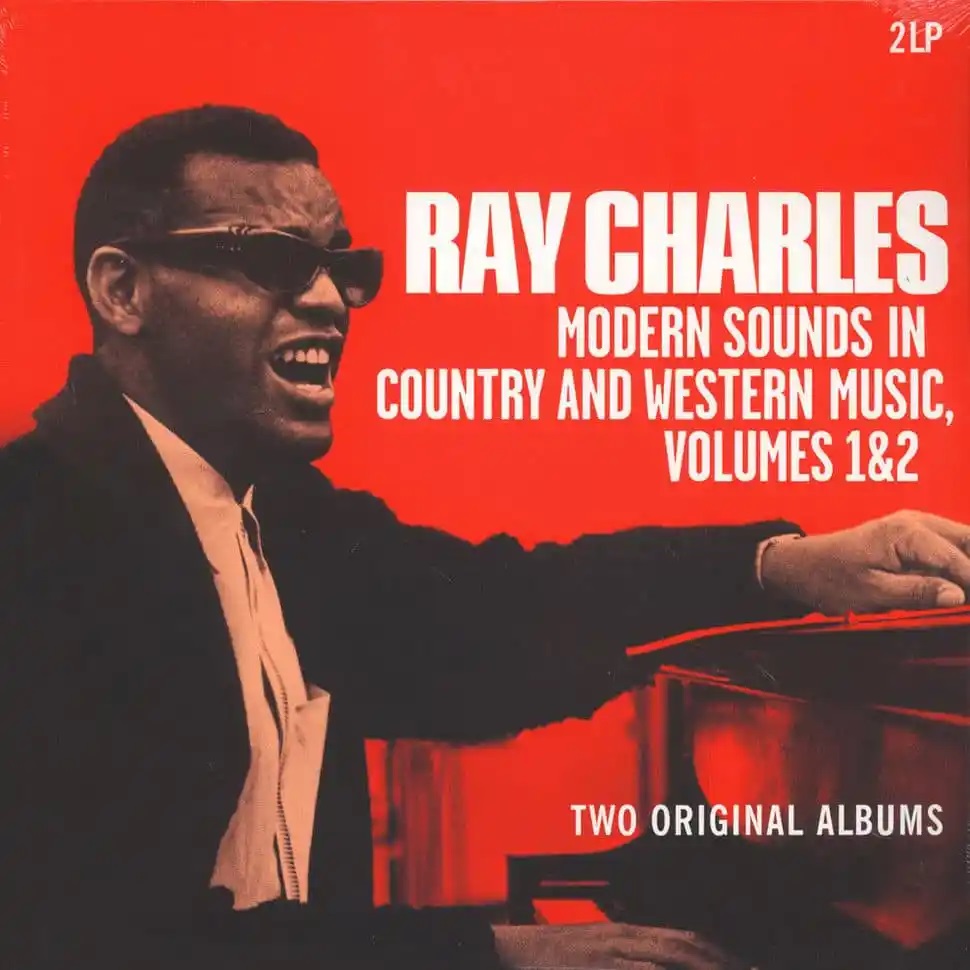 2LP
RAY CHARLES
MODERN SOUNDS IN
COUNTRY AND WESTERN MUSIC,
VOLUMES 1&2
TWO ORIGINAL ALBUMS